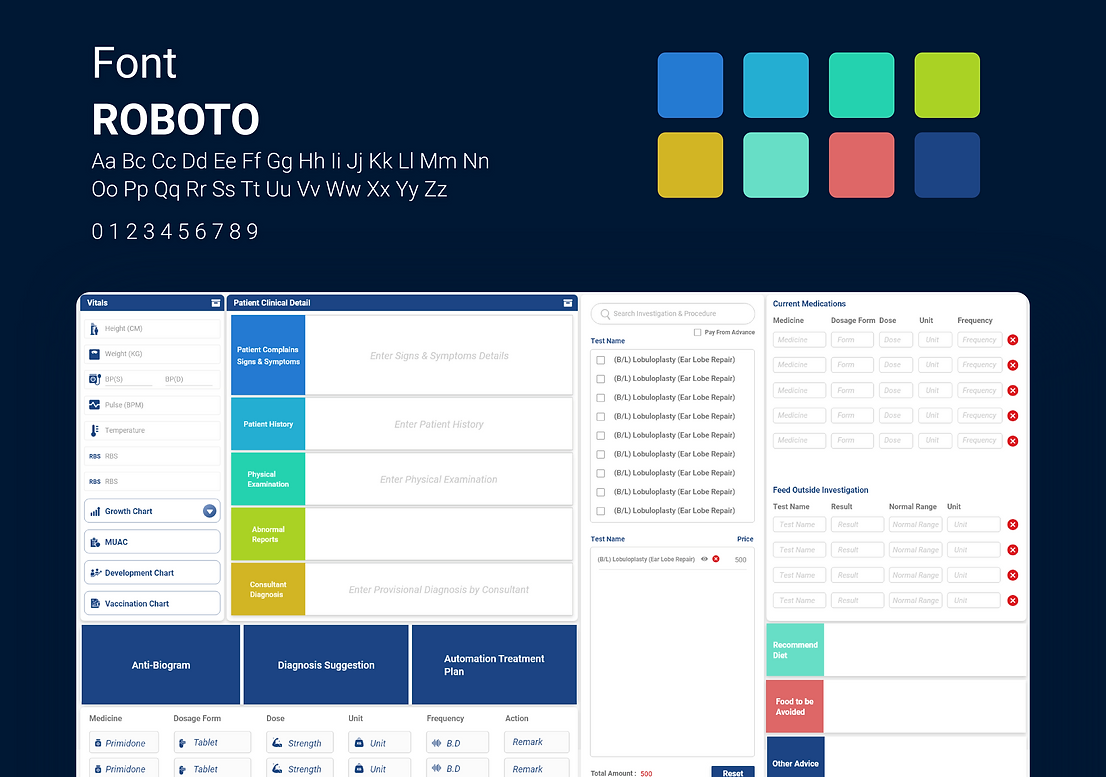 Font
ROBOTO
Aa Bb Cc Dd Ee Ff Gg Hh Ii Jj Kk Ll Mm Nn
Oo Pp Qq Rr Ss Tt Uu Vv Ww Xx Yy Zz
0 1 2 3 4 5 6 7 8 9
Vitals
Height (CM)
Weight (KG)
BP(S) BP(D)
Pulse (BPM)
Temperature
RBS RBS
RBS RBS
Growth Chart
MUAC
Development Chart
Vaccination Chart
Patient Clinical Detail
Patient Complains
Signs & Symptoms
Enter Signs & Symptoms Details
Patient History
Enter Patient History
Physical
Examination
Enter Physical Examination
Abnormal
Reports
Consultant
Diagnosis
Enter Provisional Diagnosis by Consultant
Anti-Biogram
Diagnosis Suggestion
Automation Treatment
Plan
Medicine Dosage Form Dose Unit Frequency Action
Primidone Tablet Strength Unit B.D Remark
Primidone Tablet Strength Unit B.D Remark
Search Investigation & Procedure
Pay From Advance
Test Name
(B/L) Lobuloplasty (Ear Lobe Repair)
(B/L) Lobuloplasty (Ear Lobe Repair)
(B/L) Lobuloplasty (Ear Lobe Repair)
(B/L) Lobuloplasty (Ear Lobe Repair)
(B/L) Lobuloplasty (Ear Lobe Repair)
(B/L) Lobuloplasty (Ear Lobe Repair)
(B/L) Lobuloplasty (Ear Lobe Repair)
(B/L) Lobuloplasty (Ear Lobe Repair)
(B/L) Lobuloplasty (Ear Lobe Repair)
Test Name Price
(B/L) Lobuloplasty (Ear Lobe Repair) 500
Total Amount : 500 Reset
Current Medications
Medicine Dosage Form Dose Unit Frequency
Medicine Form Dose Unit Frequency
Medicine Form Dose Unit Frequency
Medicine Form Dose Unit Frequency
Medicine Form Dose Unit Frequency
Medicine Form Dose Unit Frequency
Feed Outside Investigation
Test Name Result Normal Range Unit
Test Name Result Normal Range Unit
Test Name Result Normal Range Unit
Test Name Result Normal Range Unit
Test Name Result Normal Range Unit
Recommend
Diet
Food to be
Avoided
Other Advice